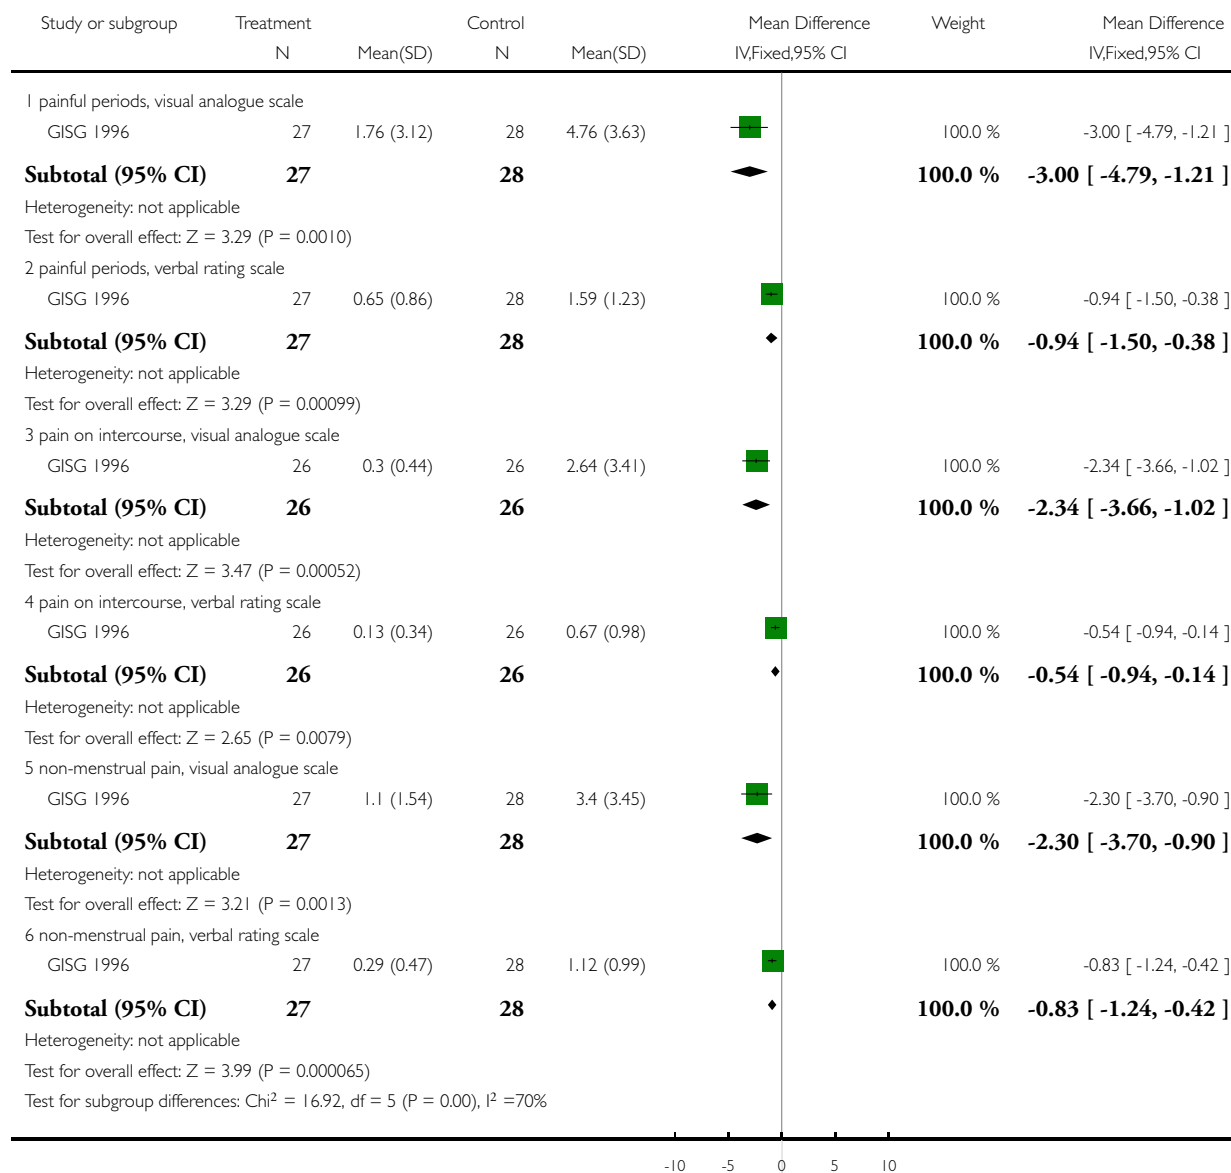 Study or subgroup Treatment Control Mean Difference Weight Mean Difference
N Mean(SD) N Mean(SD) IV,Fixed,95% CI IV,Fixed,95% CI
1 painful periods, visual analogue scale
GISG 1996 27 1.76 (3.12) 28 4.76 (3.63) 100.0 % -3.00 [ -4.79, -1.21 ]
Subtotal (95% CI) 27 28 100.0 % -3.00 [ -4.79, -1.21 ]
Heterogeneity: not applicable
Test for overall effect: Z = 3.29 (P = 0.0010)
2 painful periods, verbal rating scale
GISG 1996 27 0.65 (0.86) 28 1.59 (1.23) 100.0 % -0.94 [ -1.50, -0.38 ]
Subtotal (95% CI) 27 28 100.0 % -0.94 [ -1.50, -0.38 ]
Heterogeneity: not applicable
Test for overall effect: Z = 3.29 (P = 0.00099)
3 pain on intercourse, visual analogue scale
GISG 1996 26 0.3 (0.44) 26 2.64 (3.41) 100.0 % -2.34 [ -3.66, -1.02 ]
Subtotal (95% CI) 26 26 100.0 % -2.34 [ -3.66, -1.02 ]
Heterogeneity: not applicable
Test for overall effect: Z = 3.47 (P = 0.00052)
4 pain on intercourse, verbal rating scale
GISG 1996 26 0.13 (0.34) 26 0.67 (0.98) 100.0 % -0.54 [ -0.94, -0.14 ]
Subtotal (95% CI) 26 26 100.0 % -0.54 [ -0.94, -0.14 ]
Heterogeneity: not applicable
Test for overall effect: Z = 2.65 (P = 0.0079)
5 non-menstrual pain, visual analogue scale
GISG 1996 27 1.1 (1.54) 28 3.4 (3.45) 100.0 % -2.30 [ -3.70, -0.90 ]
Subtotal (95% CI) 27 28 100.0 % -2.30 [ -3.70, -0.90 ]
Heterogeneity: not applicable
Test for overall effect: Z = 3.21 (P = 0.0013)
6 non-menstrual pain, verbal rating scale
GISG 1996 27 0.29 (0.47) 28 1.12 (0.99) 100.0 % -0.83 [ -1.24, -0.42 ]
Subtotal (95% CI) 27 28 100.0 % -0.83 [ -1.24, -0.42 ]
Heterogeneity: not applicable
Test for overall effect: Z = 3.99 (P = 0.000065)
Test for subgroup differences: Chi² = 16.92, df = 5 (P = 0.00), I² =70%
-10 -5 0 5 10